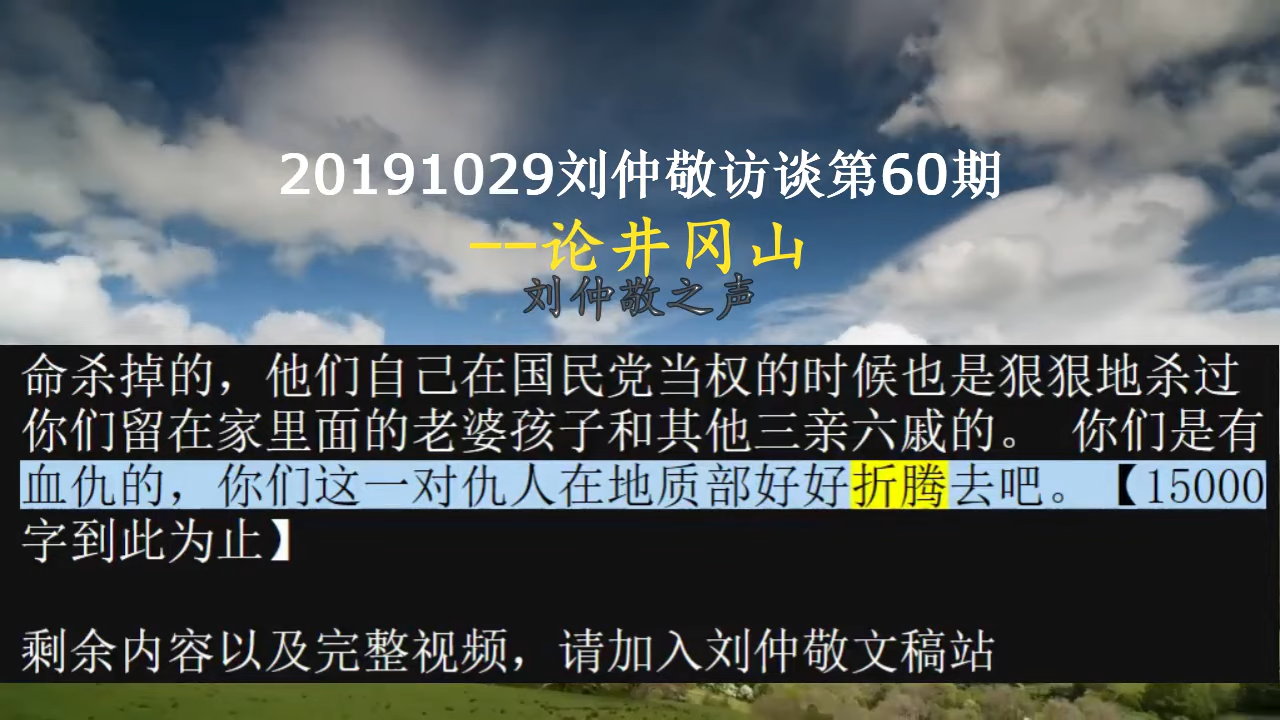 20191029刘仲敬访谈第60期
--论井冈山
刘仲敬之声
命杀掉的，他们自己在国民党当权的时候也是狠狠地杀过
你们留在家里面的老婆孩子和其他三亲六戚的。 你们是有
血仇的，你们这一对仇人在地质部好好折腾去吧。【15000
字到此为止】
剩余内容以及完整视频，请加入刘仲敬文稿站